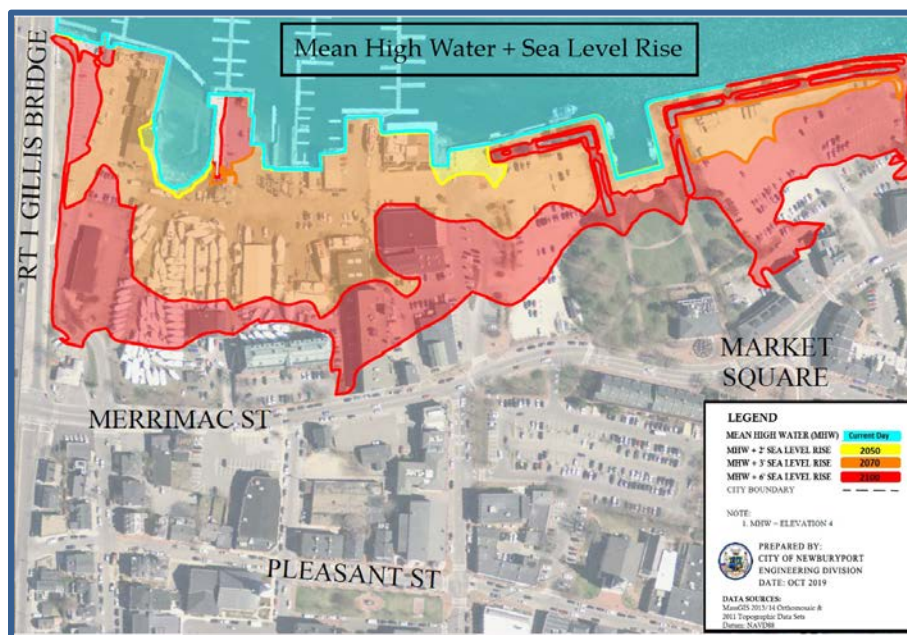 Mean High Water + Sea Level Rise
RT 1 GILLIS BRIDGE
MARKET
SQUARE
MERRIMAC ST
PLEASANT ST
LEGEND
MEAN HIGH WATER (MHW) Current Day
MHW + 2' SEA LEVEL RISE 2050
MHW + 3' SEA LEVEL RISE 2070
MHW + 6' SEA LEVEL RISE 2100
CITY BOUNDARY
NOTE:
1. MHW = ELEVATION 4
PREPARED BY:
CITY OF NEWBURYPORT
ENGINEERING DIVISION
DATE: OCT 2019
DATA SOURCES:
MassGIS 2013/14 Orthomosaic &
2011 Topographic Data Sets
Datum: NAVD88